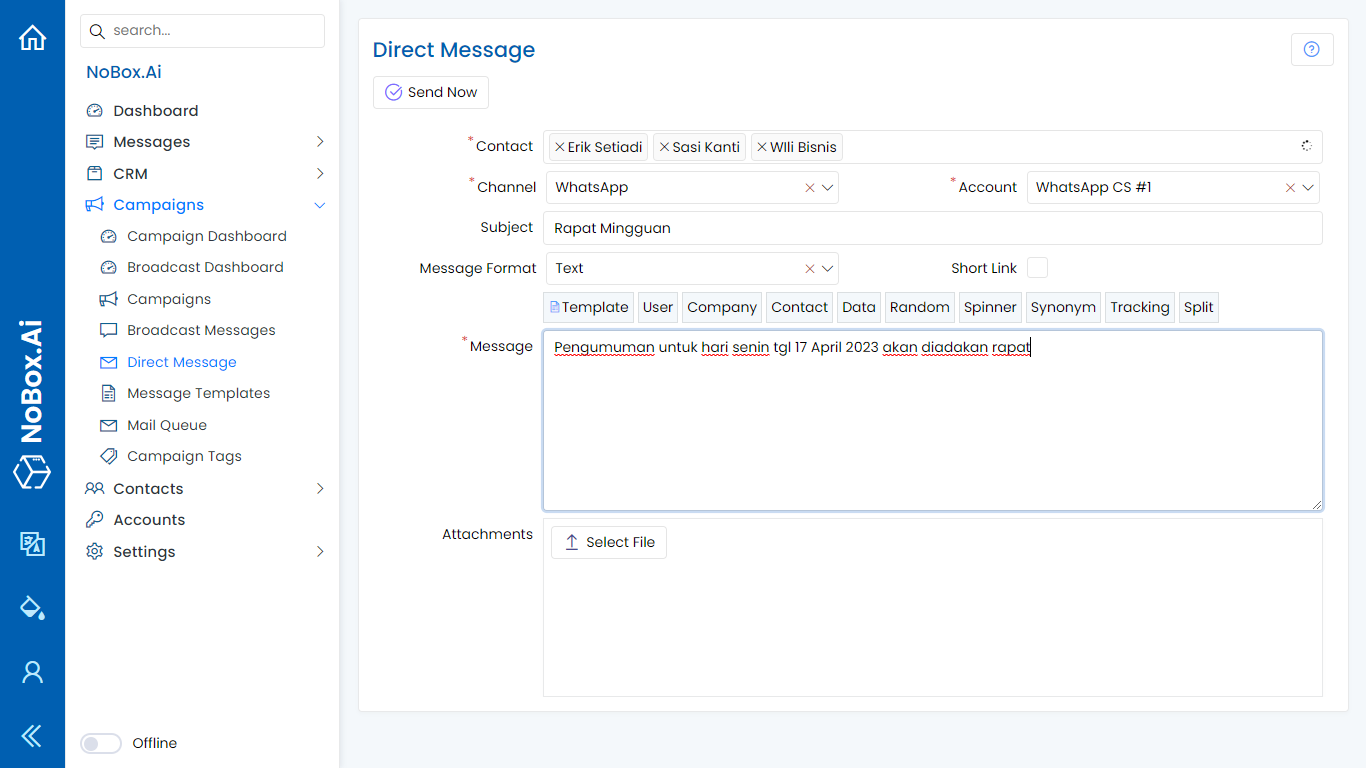 NoBox.Ai
search...
NoBox.Ai
Dashboard
Messages
CRM
Campaigns
Campaign Dashboard
Broadcast Dashboard
Campaigns
Broadcast Messages
Direct Message
Message Templates
Mail Queue
Campaign Tags
Contacts
Accounts
Settings
Offline
Direct Message
Send Now
* Contact Erik Setiadi Sasi Kanti WIli Bisnis
* Channel WhatsApp * Account WhatsApp CS #1
Subject Rapat Mingguan
Message Format Text Short Link
Template User Company Contact Data Random Spinner Synonym Tracking Split
* Message Pengumuman untuk hari senin tgl 17 April 2023 akan diadakan rapat
Attachments Select File